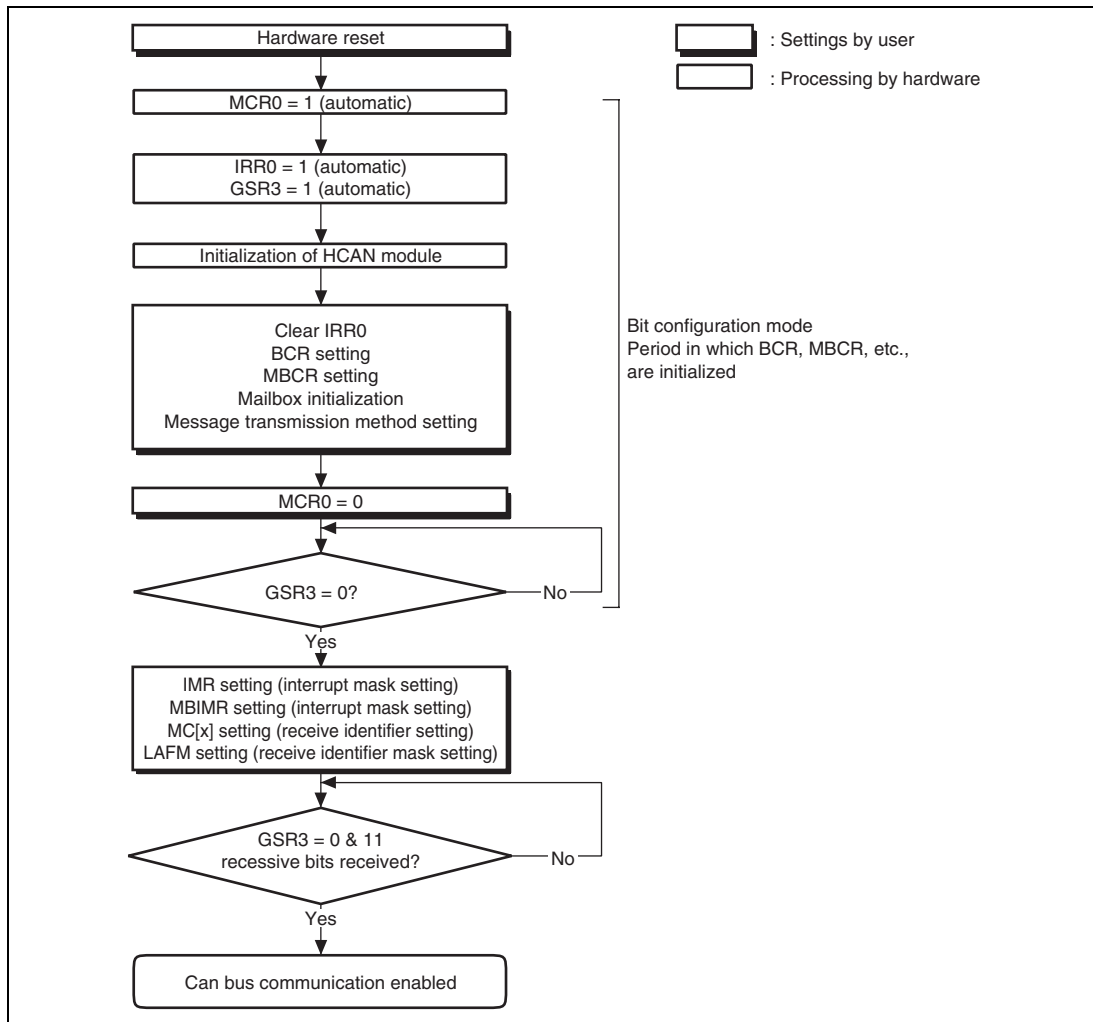 Hardware reset
: Settings by user
: Processing by hardware
MCR0 = 1 (automatic)
IRR0 = 1 (automatic)
GSR3 = 1 (automatic)
Initialization of HCAN module
Clear IRR0
BCR setting
MBCR setting
Mailbox initialization
Message transmission method setting
Bit configuration mode
Period in which BCR, MBCR, etc.,
are initialized
MCR0 = 0
GSR3 = 0?
No
Yes
IMR setting (interrupt mask setting)
MBIMR setting (interrupt mask setting)
MC[x] setting (receive identifier setting)
LAFM setting (receive identifier mask setting)
GSR3 = 0 & 11
recessive bits received?
No
Yes
Can bus communication enabled